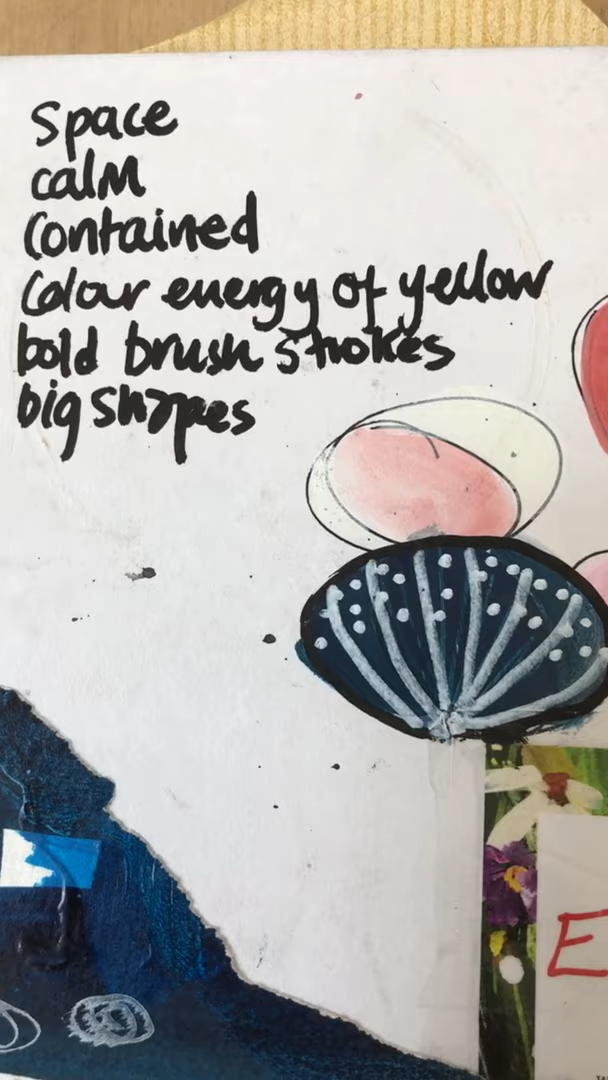 Space
calm
Contained
Colour energy of yellow
bold brush strokes
big shapes
E